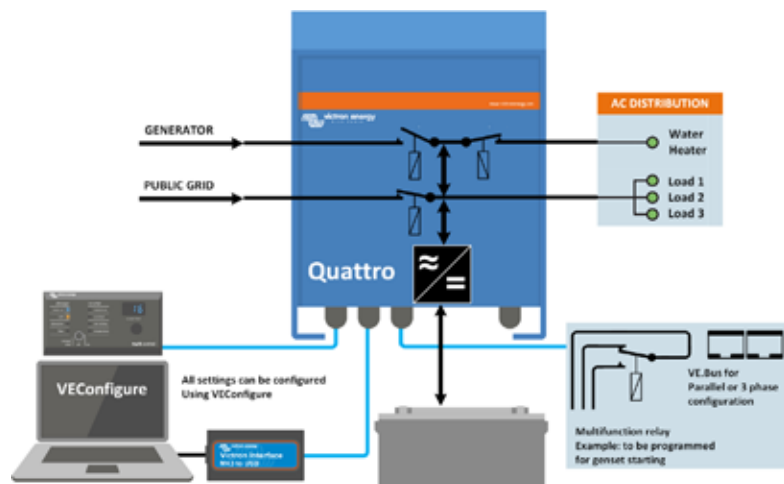 victron energy
GENERATOR
PUBLIC GRID
AC DISTRIBUTION
Water
Heater
Load 1
Load 2
Load 3
Quattro
16
VEConfigure
All settings can be configured
Using VEConfigure
Victron Interface
MK3 to USB
VE.Bus for
Parallel or 3 phase
configuration
Multifunction relay
Example: to be programmed
for genset starting